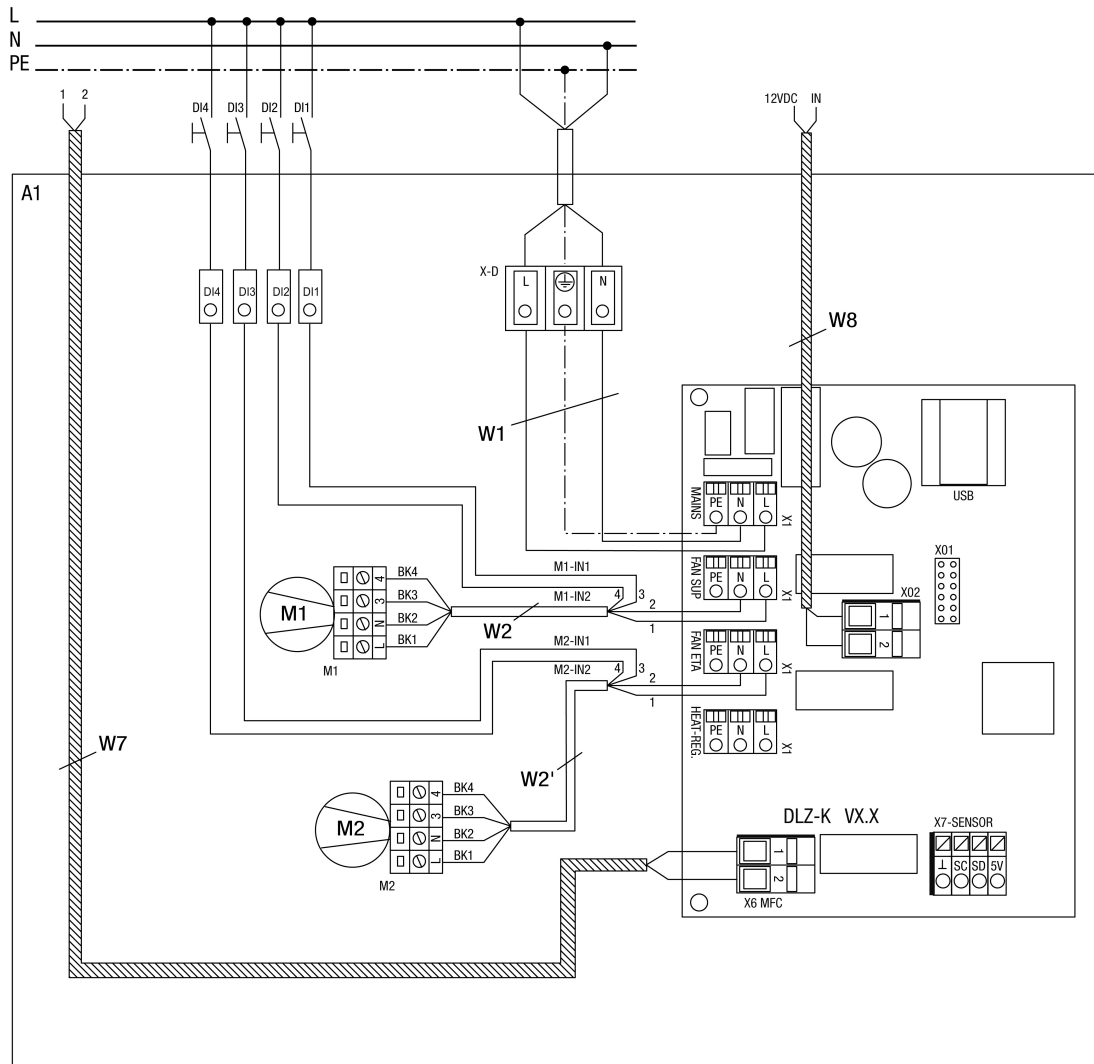 L
N
PE
1 2
DI4 DI3 DI2 DI1
12VDC IN
A1
X-D
L N
DI4 DI3 DI2 DI1
W8
W1
USB
MAINS
PE N L
X1
X01
FAN SUP
PE N L
X1
X02
1
2
M1-IN1
M1-IN2
4 3
2
1
W2
M1
4 BK4
3 BK3
N BK2
L BK1
M1
M2-IN1
M2-IN2
4 3
2
1
FAN ETA
PE N L
X1
HEAT-REG.
PE N L
X1
W7
W2'
M2
4 BK4
3 BK3
N BK2
L BK1
M2
DLZ-K VX.X
X7-SENSOR
⊥ SC SD 5V
1
2
X6 MFC